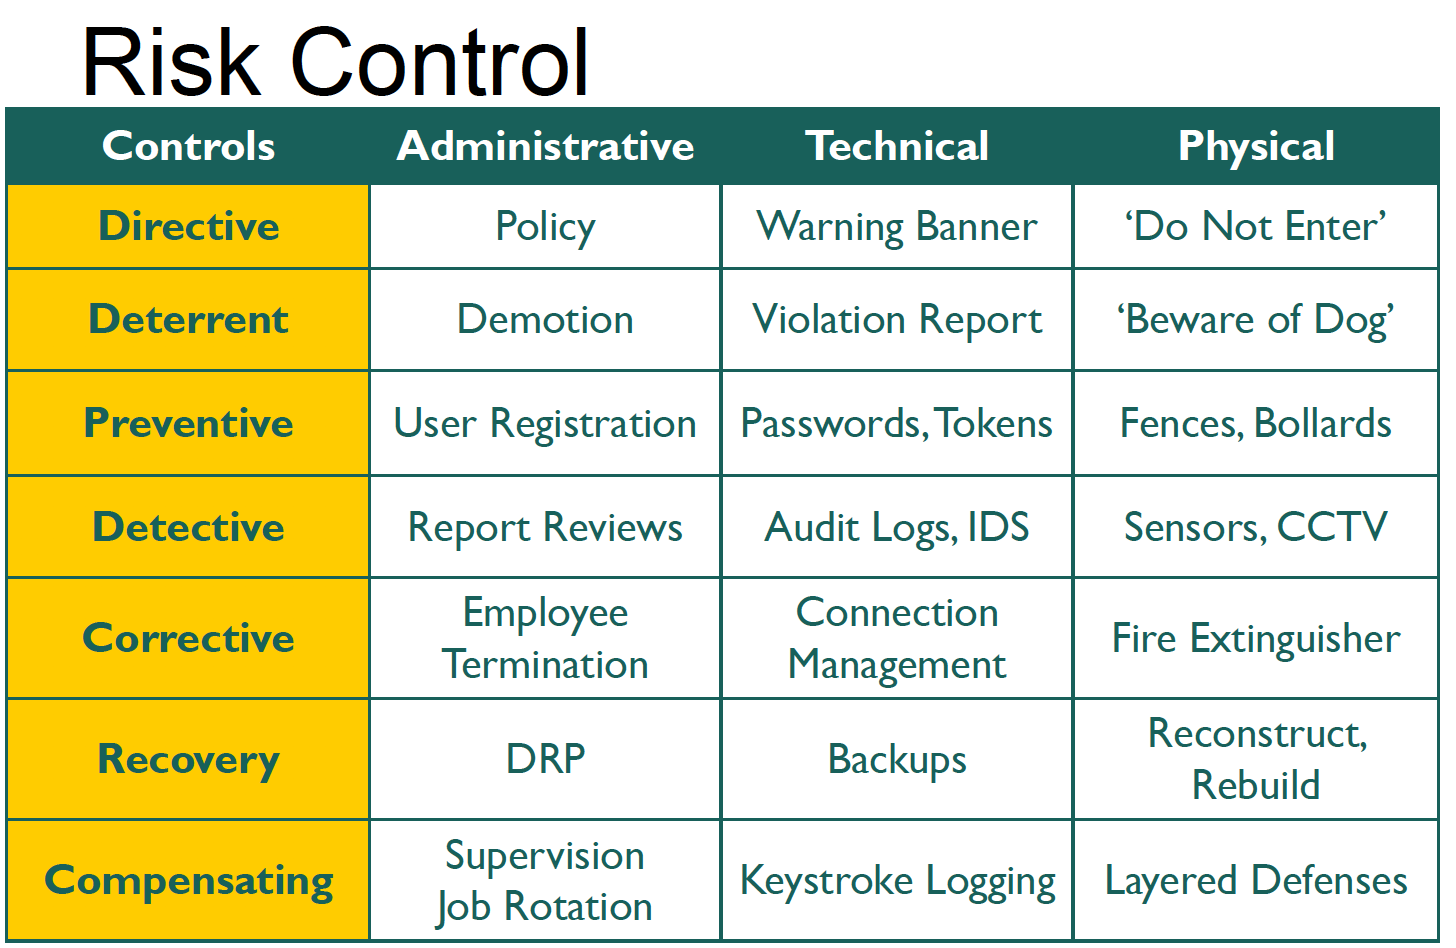 Risk Control
Controls Administrative Technical Physical
Directive Policy Warning Banner ‘Do Not Enter’
Deterrent Demotion Violation Report ‘Beware of Dog’
Preventive User Registration Passwords, Tokens Fences, Bollards
Detective Report Reviews Audit Logs, IDS Sensors, CCTV
Corrective
Employee
Termination
Connection
Management
Fire Extinguisher
Recovery DRP Backups
Reconstruct,
Rebuild
Compensating
Supervision
Job Rotation
Keystroke Logging Layered Defenses